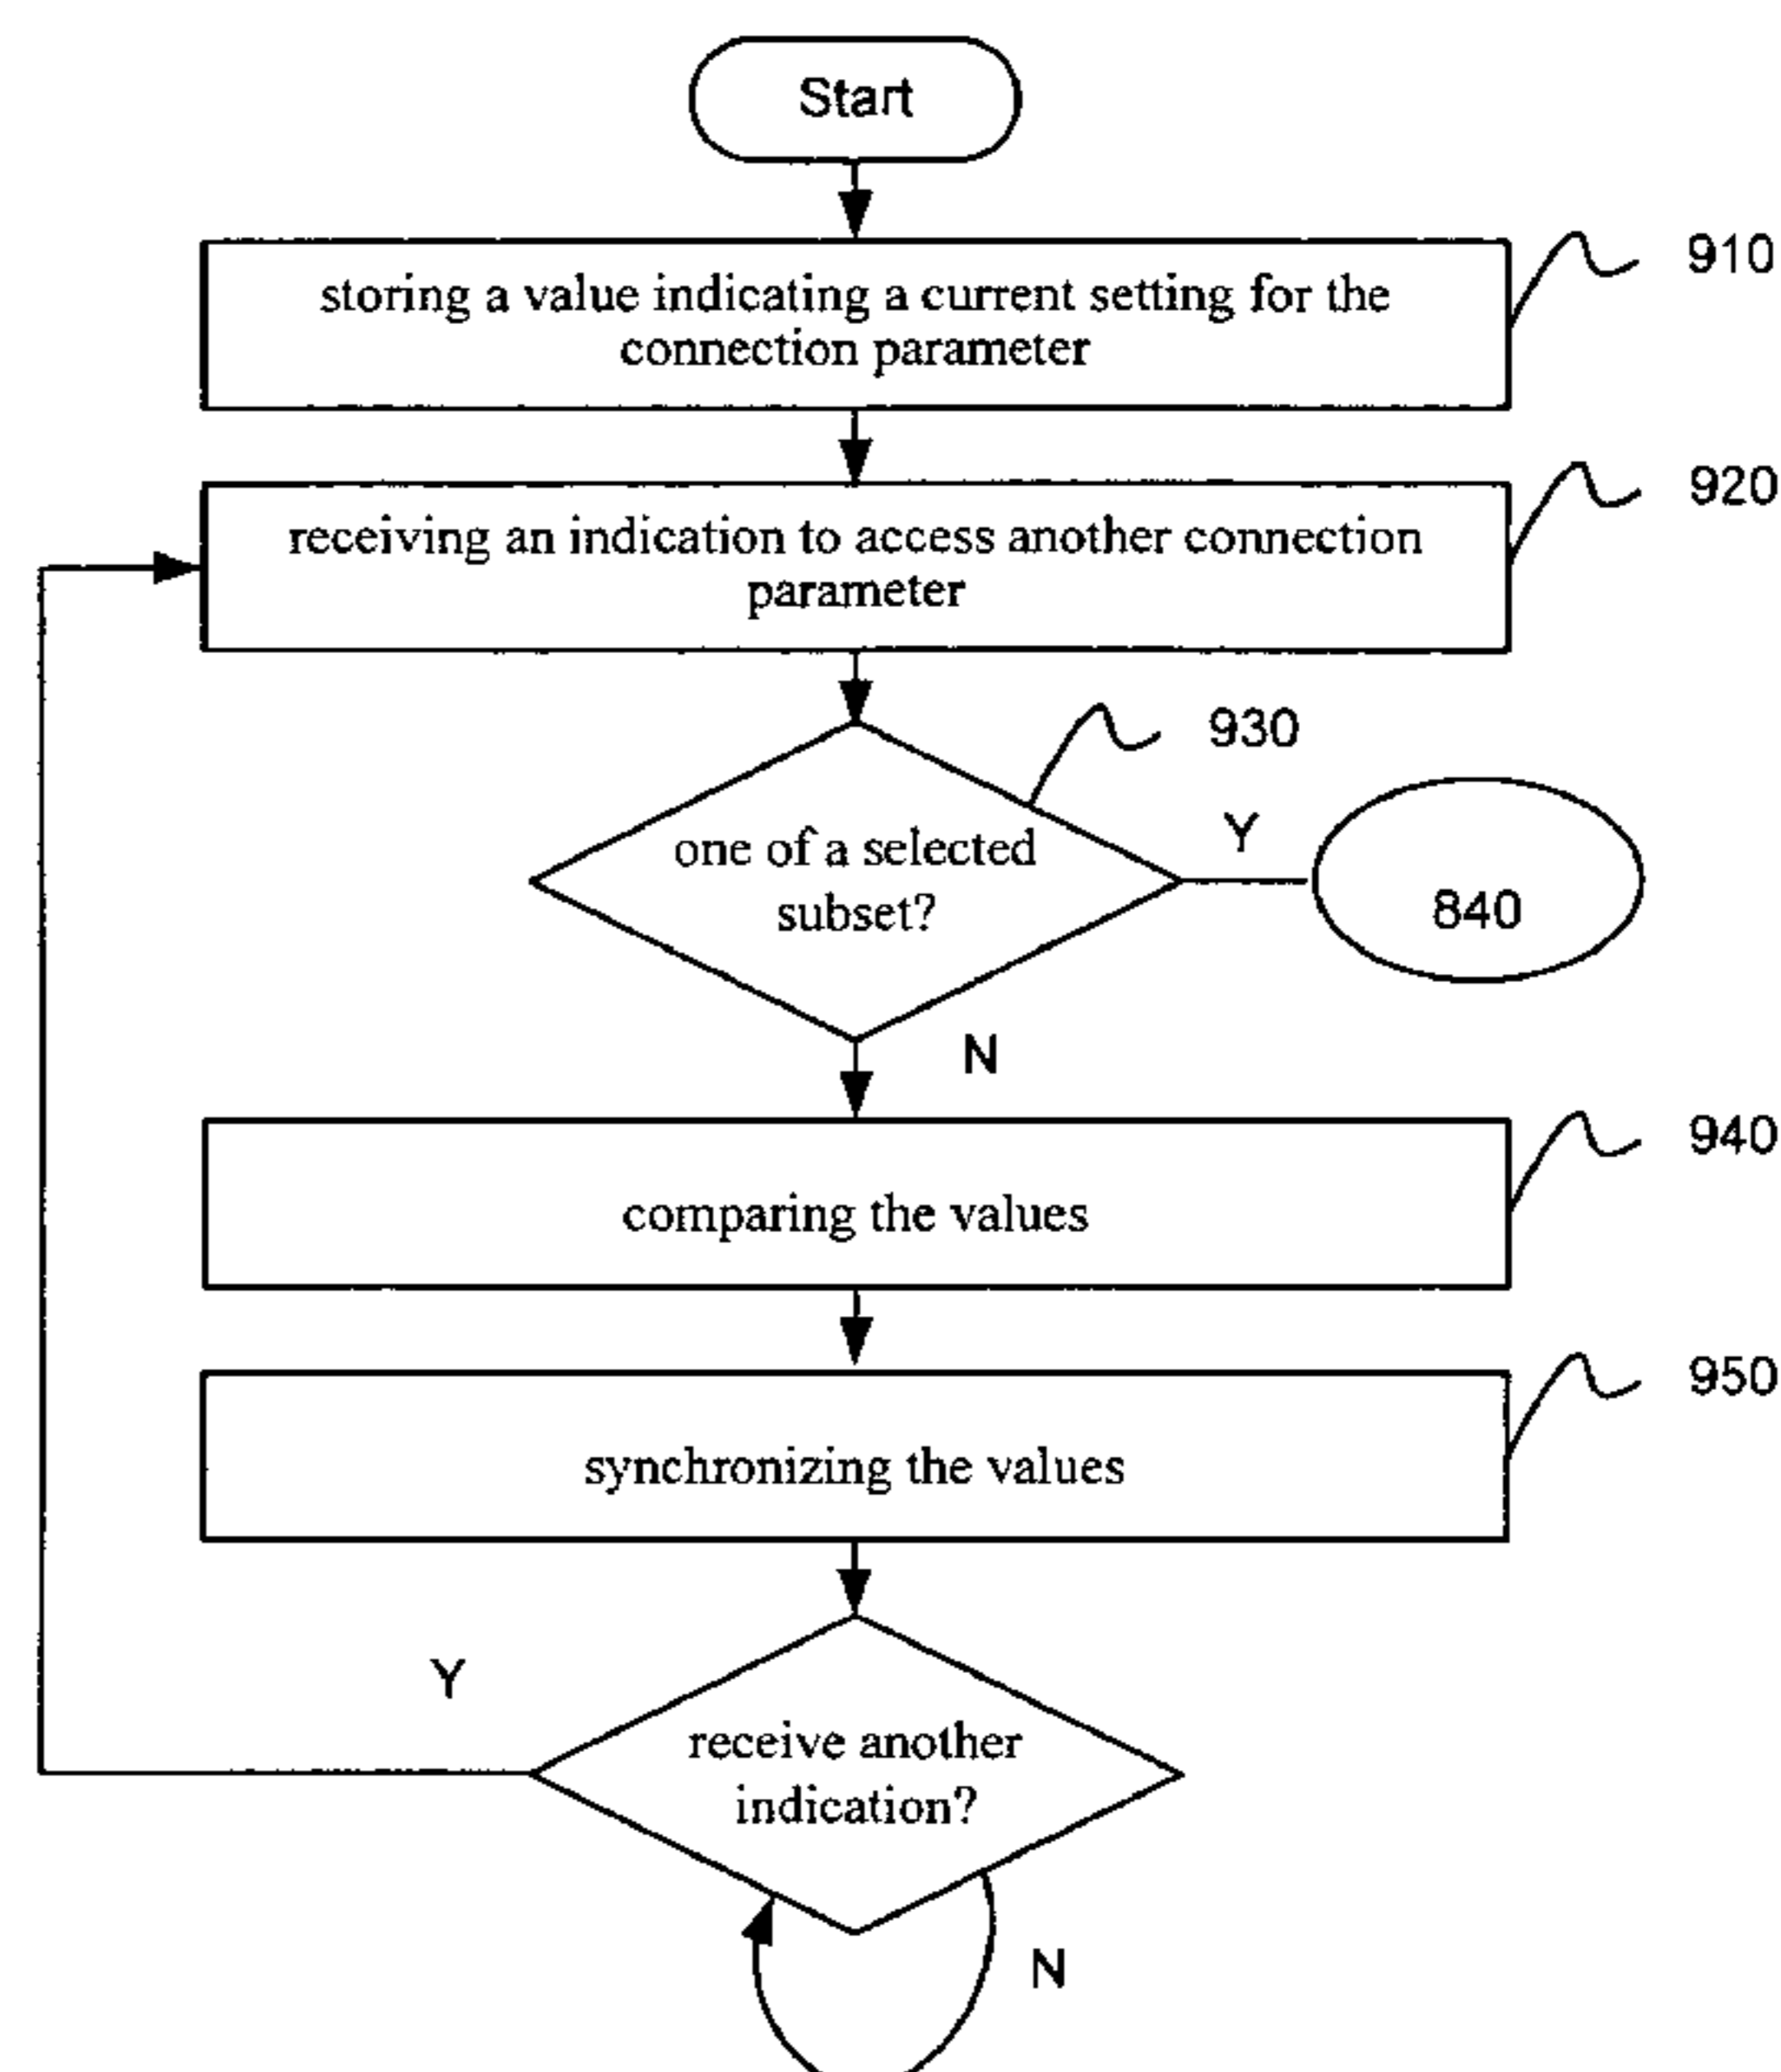 Start
storing a value indicating a current setting for the
connection parameter
910
receiving an indication to access another connection
parameter
920
930
one of a selected
subset?
Y
840
N
comparing the values
940
synchronizing the values
950
Y
receive another
indication?
N